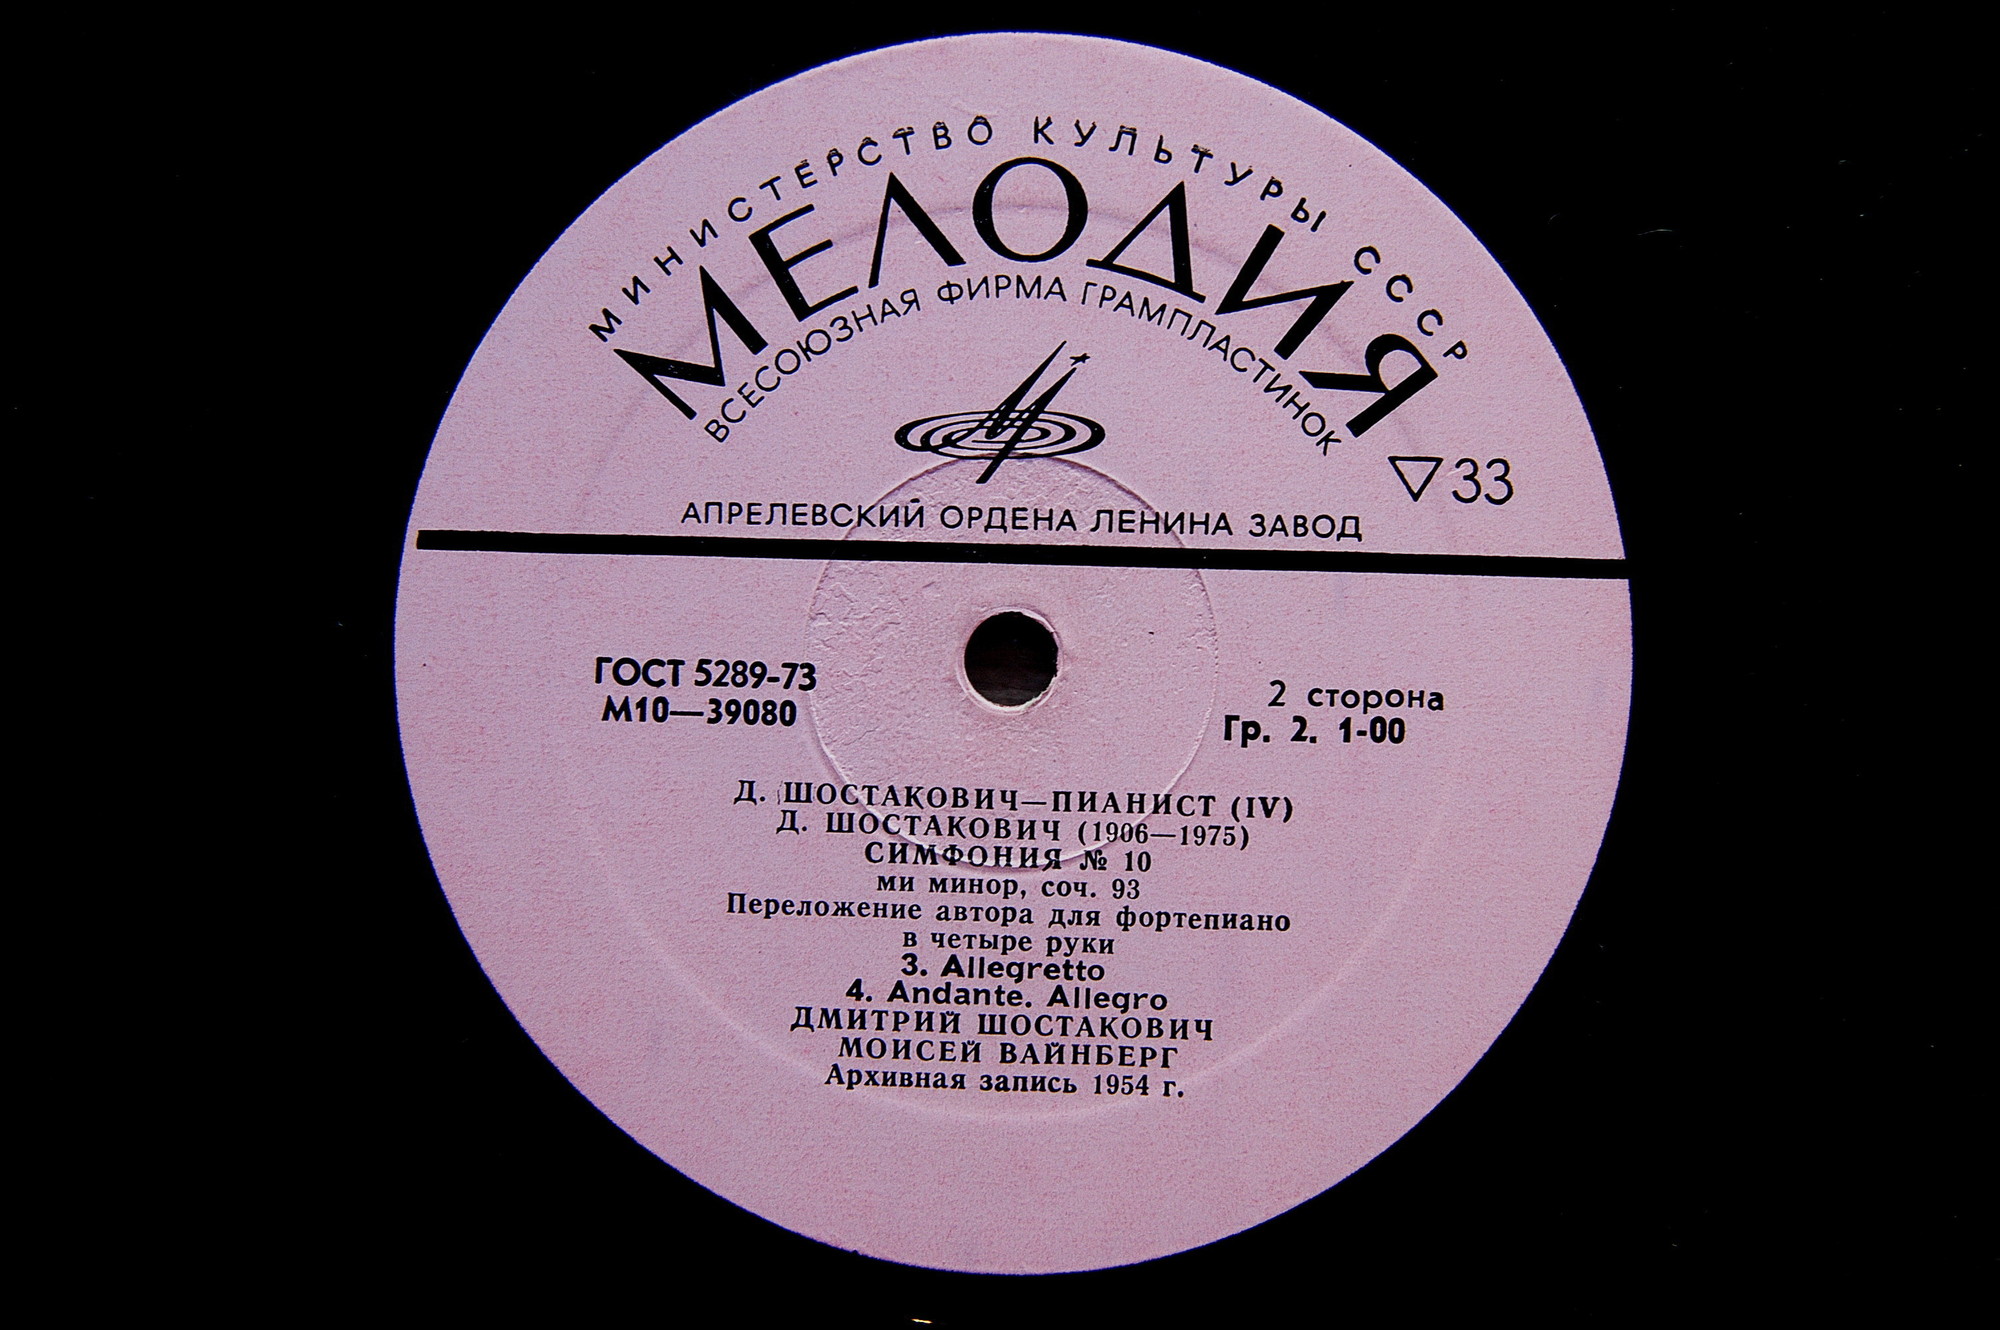 МИНИСТЕРСТВО КУЛЬТУРЫ СССР
МЕЛОДИЯ
ВСЕСОЮЗНАЯ ФИРМА ГРАМПЛАСТИНОК
33
АПРЕЛЕВСКИЙ ОРДЕНА ЛЕНИНА ЗАВОД
ГОСТ 5289-73
М10—39080
2 сторона
Гр. 2. 1-00
Д. ШОСТАКОВИЧ—ПИАНИСТ (IV)
Д. ШОСТАКОВИЧ (1906—1975)
СИМФОНИЯ № 10
ми минор, соч. 93
Переложение автора для фортепиано
в четыре руки
3. Allegretto
4. Andante. Allegro
ДМИТРИЙ ШОСТАКОВИЧ
МОИСЕЙ ВАЙНБЕРГ
Архивная запись 1954 г.